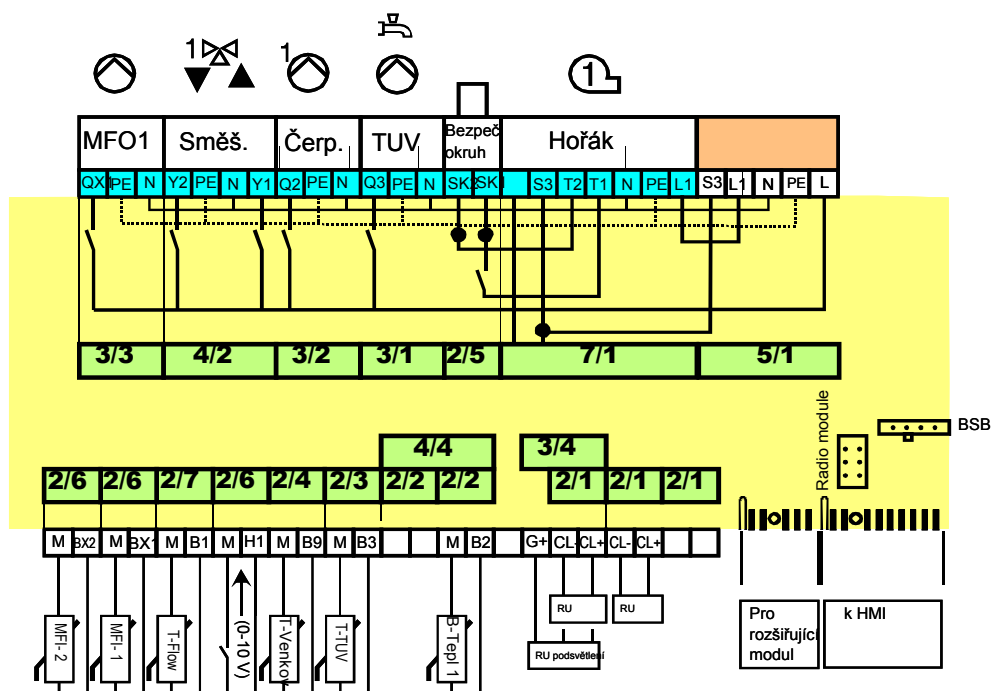 1
1
1
MFO1 Směš. Čerp. TUV Bezpeč okruh Hořák
QX1 PE N Y2 PE N Y1 Q2 PE N Q3 PE N SK2 SK1 S3 T2 T1 N PE L1 S3 L1 N PE L
3/3 4/2 3/2 3/1 2/5 7/1 5/1
Radio module
BSB
4/4 3/4
2/6 2/6 2/7 2/6 2/4 2/3 2/2 2/2 2/1 2/1 2/1
M BX2 M BX1 M B1 M H1 M B9 M B3 M B2 G+ CL- CL+ CL- CL+
MFI-2
MFI-1
T-Flow
(0-10 V)
T-Venkov
T-TUV
B-Tepl 1
RU RU
RU podsvětlení
Pro
rozšiřující
modul
k HMI